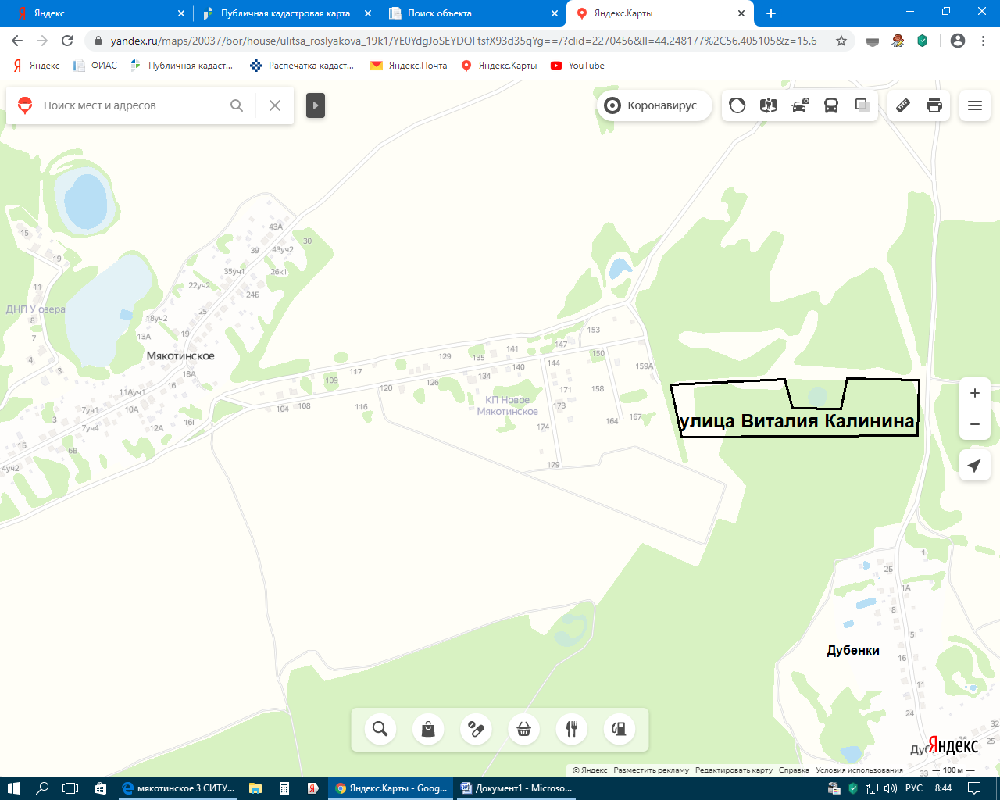 Яндекс
Публичная кадастровая карта
Поиск объекта
Яндекс.Карты
yandex.ru/maps/20037/bor/house/ulitsa_roslyakova_19k1/YE0YdgJoSEYDQFtsfX93d35qYg==/?clid=2270456&ll=44.248177%2C56.405105&z=15.6
Яндекс
ФИАС
Публичная кадаст...
Распечатка кадаст...
Яндекс.Почта
Яндекс.Карты
YouTube
Поиск мест и адресов
Коронавирус
15
19
11
ДНП У озера
8
7
4
3
43А
30
39
43уч2
35уч1
26к1
22уч2
24Б
25
18уч2
19
13А
Мякотинское
18А
16
11Ауч1
7уч1
10А
3
16Г
7уч4
12А
1Б
6В
4уч2
153
147
141
150
135
129
159А
144
140
117
134
126
109
120
171
158
КП Новое
Мякотинское
104
108
116
173
167
164
174
179
улица Виталия Калинина
1
2Б
1А
8
5
Дубенки
16
11
24
32
25
33
Дуб
Яндекс
© Яндекс
Разместить рекламу
Редактировать карту
Справка
Условия использования
100 м
мякотинское 3 СИТУ...
Яндекс.Карты - Goog...
Документ1 - Microso...
РУС
8:44